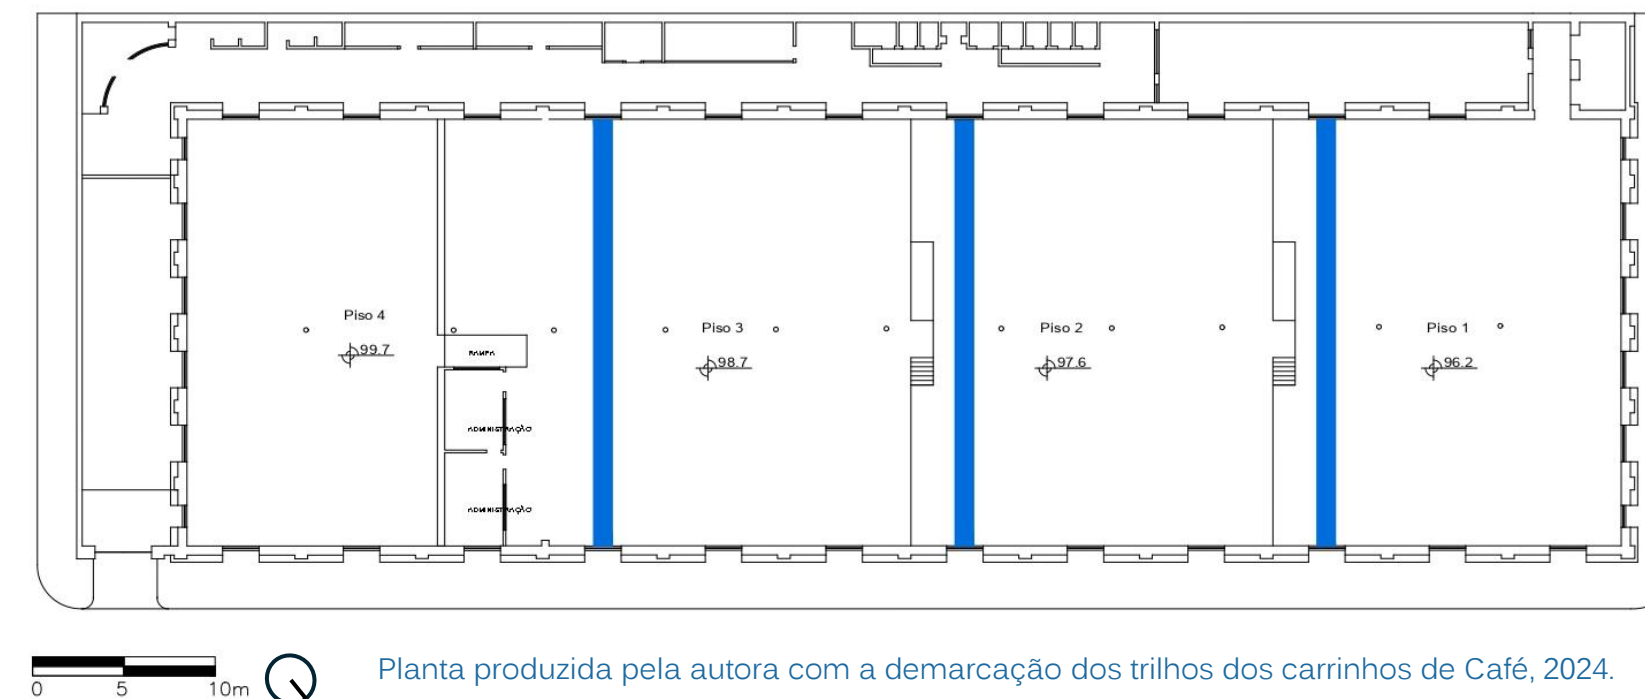 Piso 4
99.7
RAMPA
ADMINISTRAÇÃO
ADMINISTRAÇÃO
Piso 3
98.7
Piso 2
97.6
Piso 1
96.2
0 5 10m
Planta produzida pela autora com a demarcação dos trilhos dos carrinhos de Café, 2024.